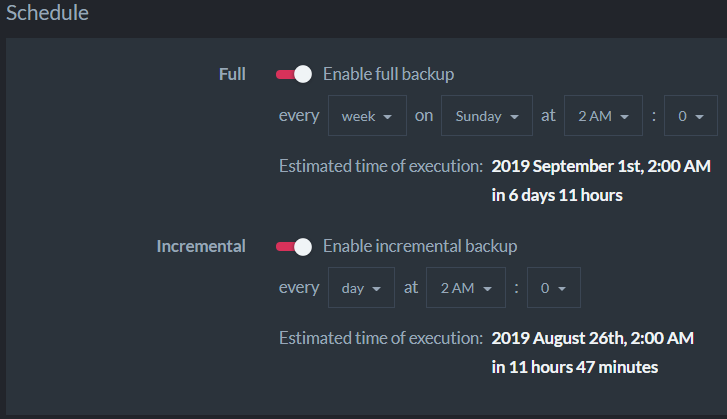 Schedule
Full Enable full backup
every week on Sunday at 2 AM : 0
Estimated time of execution: 2019 September 1st, 2:00 AM
in 6 days 11 hours
Incremental Enable incremental backup
every day at 2 AM : 0
Estimated time of execution: 2019 August 26th, 2:00 AM
in 11 hours 47 minutes